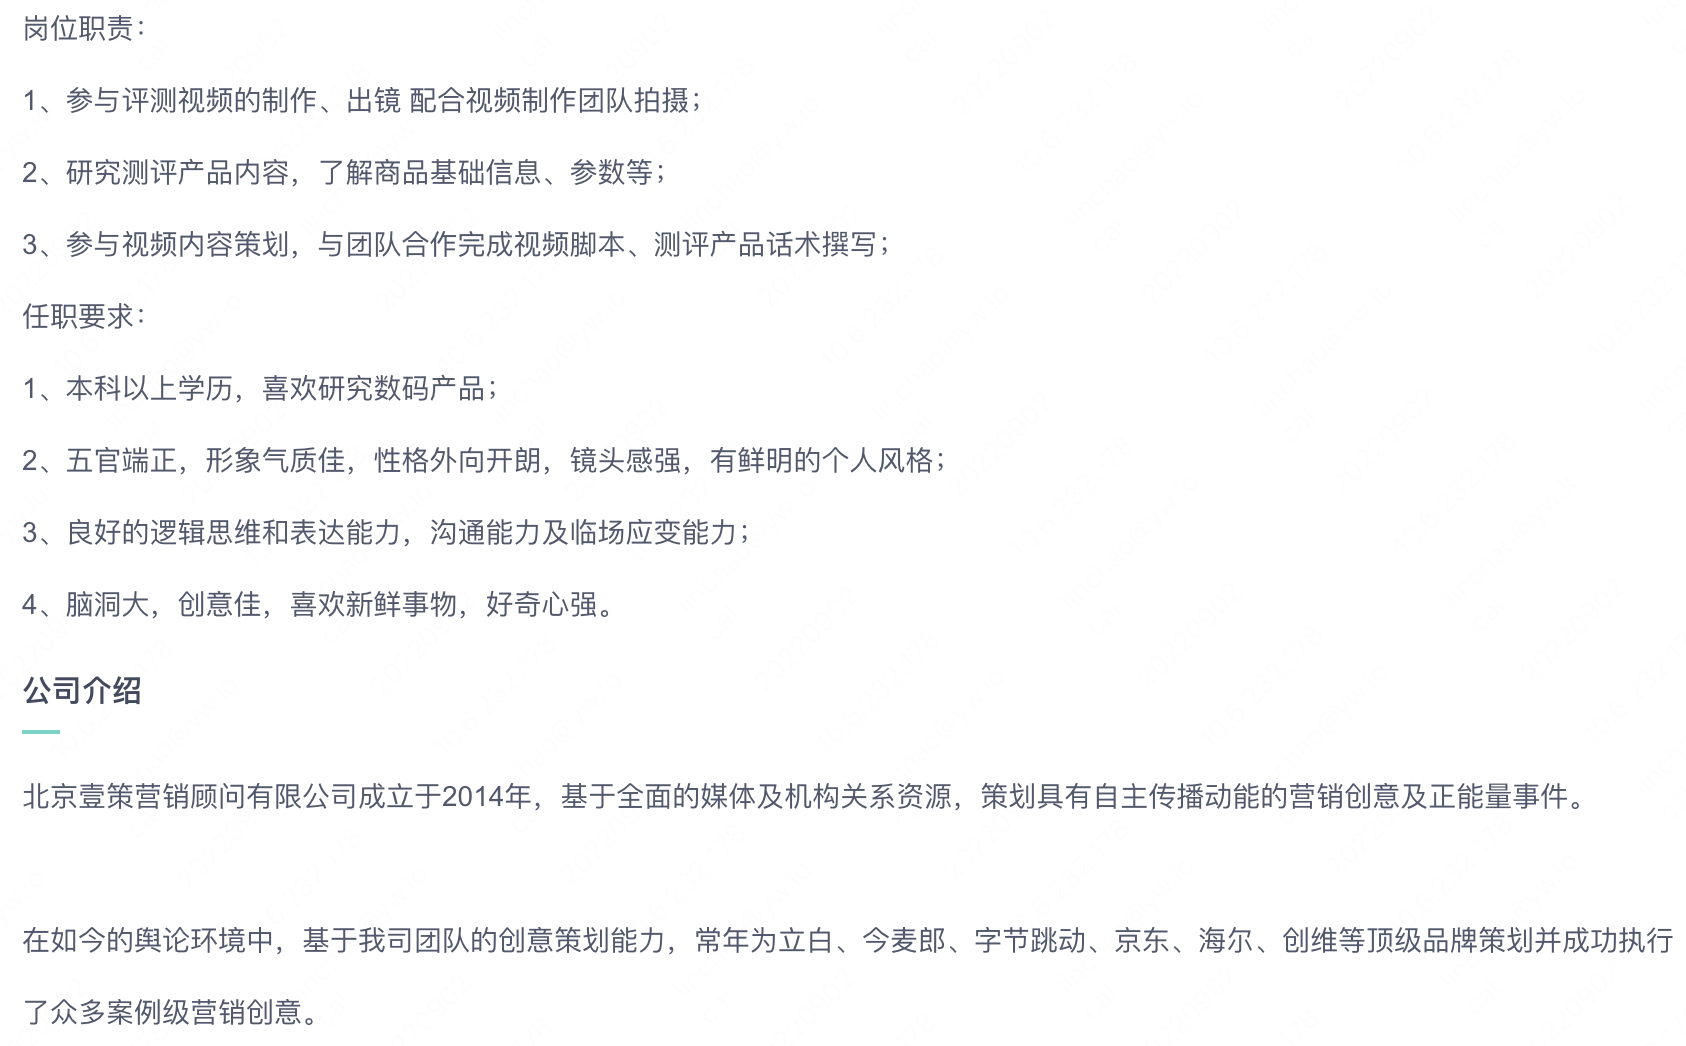 岗位职责：
1、参与评测视频的制作、出镜 配合视频制作团队拍摄；
2、研究测评产品内容，了解商品基础信息、参数等；
3、参与视频内容策划，与团队合作完成视频脚本、测评产品话术撰写；
任职要求：
1、本科以上学历，喜欢研究数码产品；
2、五官端正，形象气质佳，性格外向开朗，镜头感强，有鲜明的个人风格；
3、良好的逻辑思维和表达能力，沟通能力及临场应变能力；
4、脑洞大，创意佳，喜欢新鲜事物，好奇心强。
公司介绍
北京壹策营销顾问有限公司成立于2014年，基于全面的媒体及机构关系资源，策划具有自主传播动能的营销创意及正能量事件。
在如今的舆论环境中，基于我司团队的创意策划能力，常年为立白、今麦郎、字节跳动、京东、海尔、创维等顶级品牌策划并成功执行
了众多案例级营销创意。